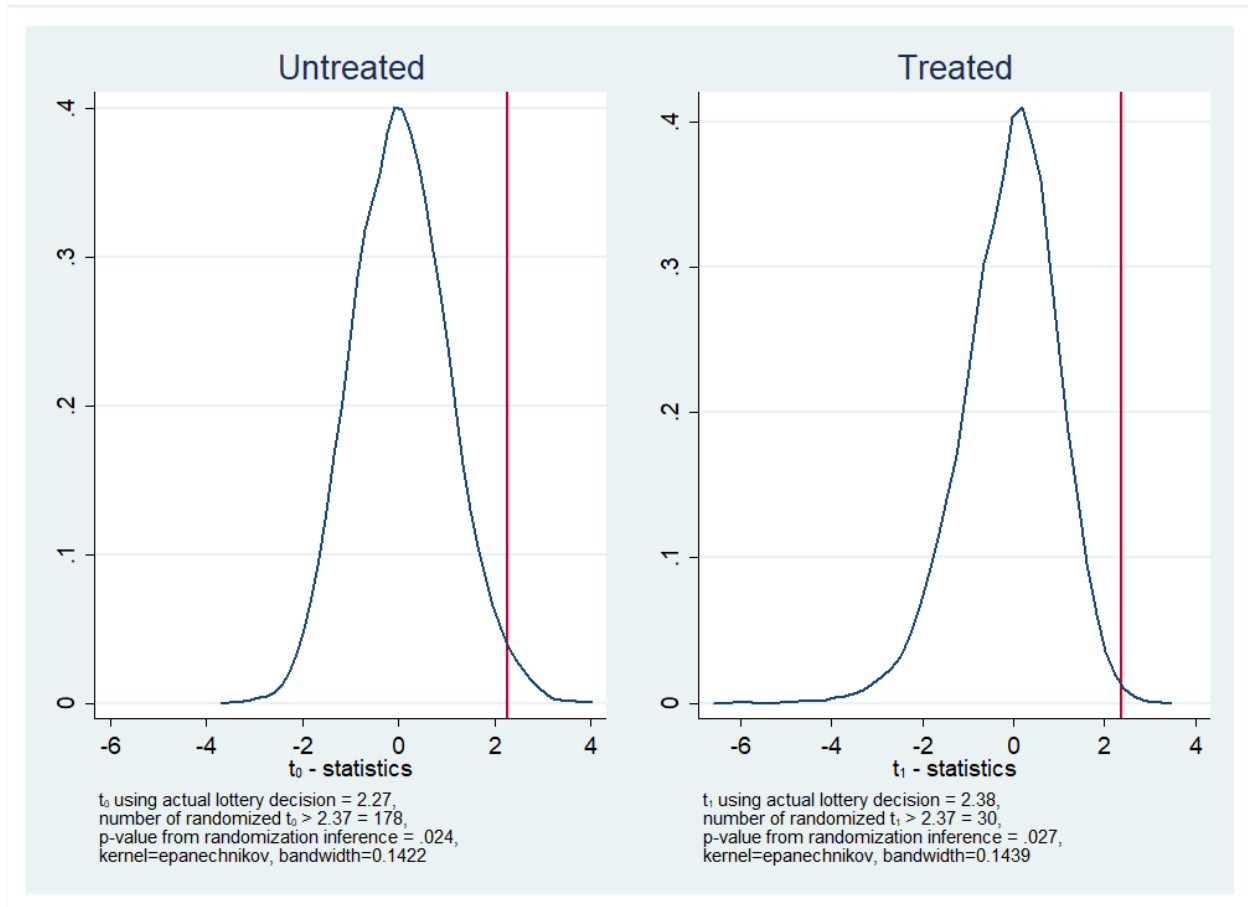 Untreated
.4
.3
.2
.1
0
-6 -4 -2 0 2 4
t₀ - statistics
t₀ using actual lottery decision = 2.27,
number of randomized t₀ > 2.37 = 178,
p-value from randomization inference = .024,
kernel=epanechnikov, bandwidth=0.1422
Treated
.4
.3
.2
.1
0
-6 -4 -2 0 2 4
t₁ - statistics
t₁ using actual lottery decision = 2.38,
number of randomized t₁ > 2.37 = 30,
p-value from randomization inference = .027,
kernel=epanechnikov, bandwidth=0.1439